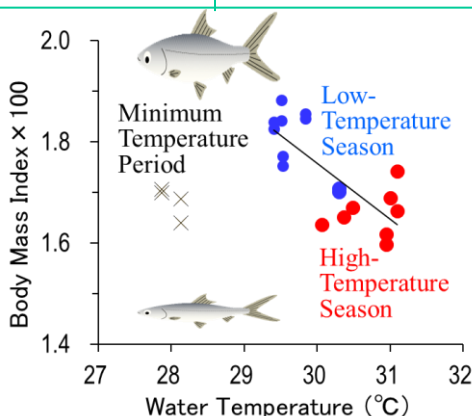 2.0
1.8
1.6
1.4
Body Mass Index×100
Minimum
Temperature
Period
Low-
Temperature
Season
High-
Temperature
Season
27
28
29
30
31
32
Water Temperature (℃)